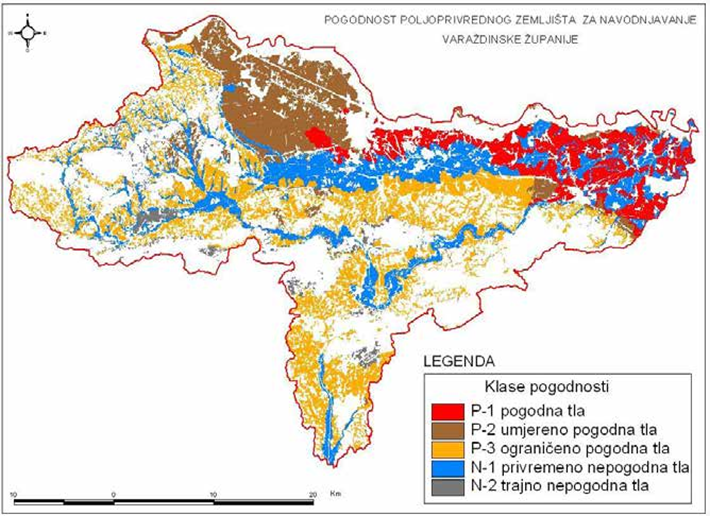 POGODNOST POLJOPRIVREDNOG ZEMLJIŠTA ZA NAVODNJAVANJE
VARAŽDINSKE ŽUPANIJE
LEGENDA
Klase pogodnosti
P-1 pogodna tla
P-2 umjereno pogodna tla
P-3 ograničeno pogodna tla
N-1 privremeno nepogodna tla
N-2 trajno nepogodna tla
10 0 10 20 Km